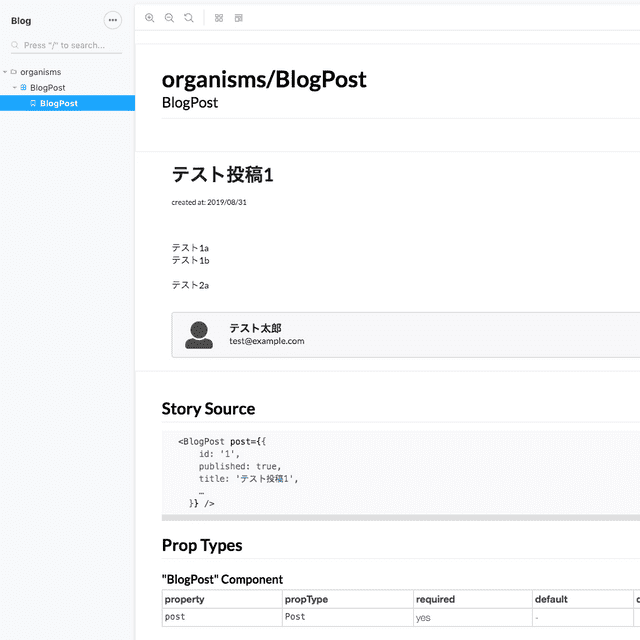 Blog
Press "/" to search...
organisms
BlogPost
BlogPost
organisms/BlogPost
BlogPost
テスト投稿1
created at: 2019/08/31
テスト1a
テスト1b
テスト2a
テスト太郎
test@example.com
Story Source
<BlogPost post={{
id: '1',
published: true,
title: 'テスト投稿1',
…
}} />
Prop Types
"BlogPost" Component
property propType required default
post Post yes -